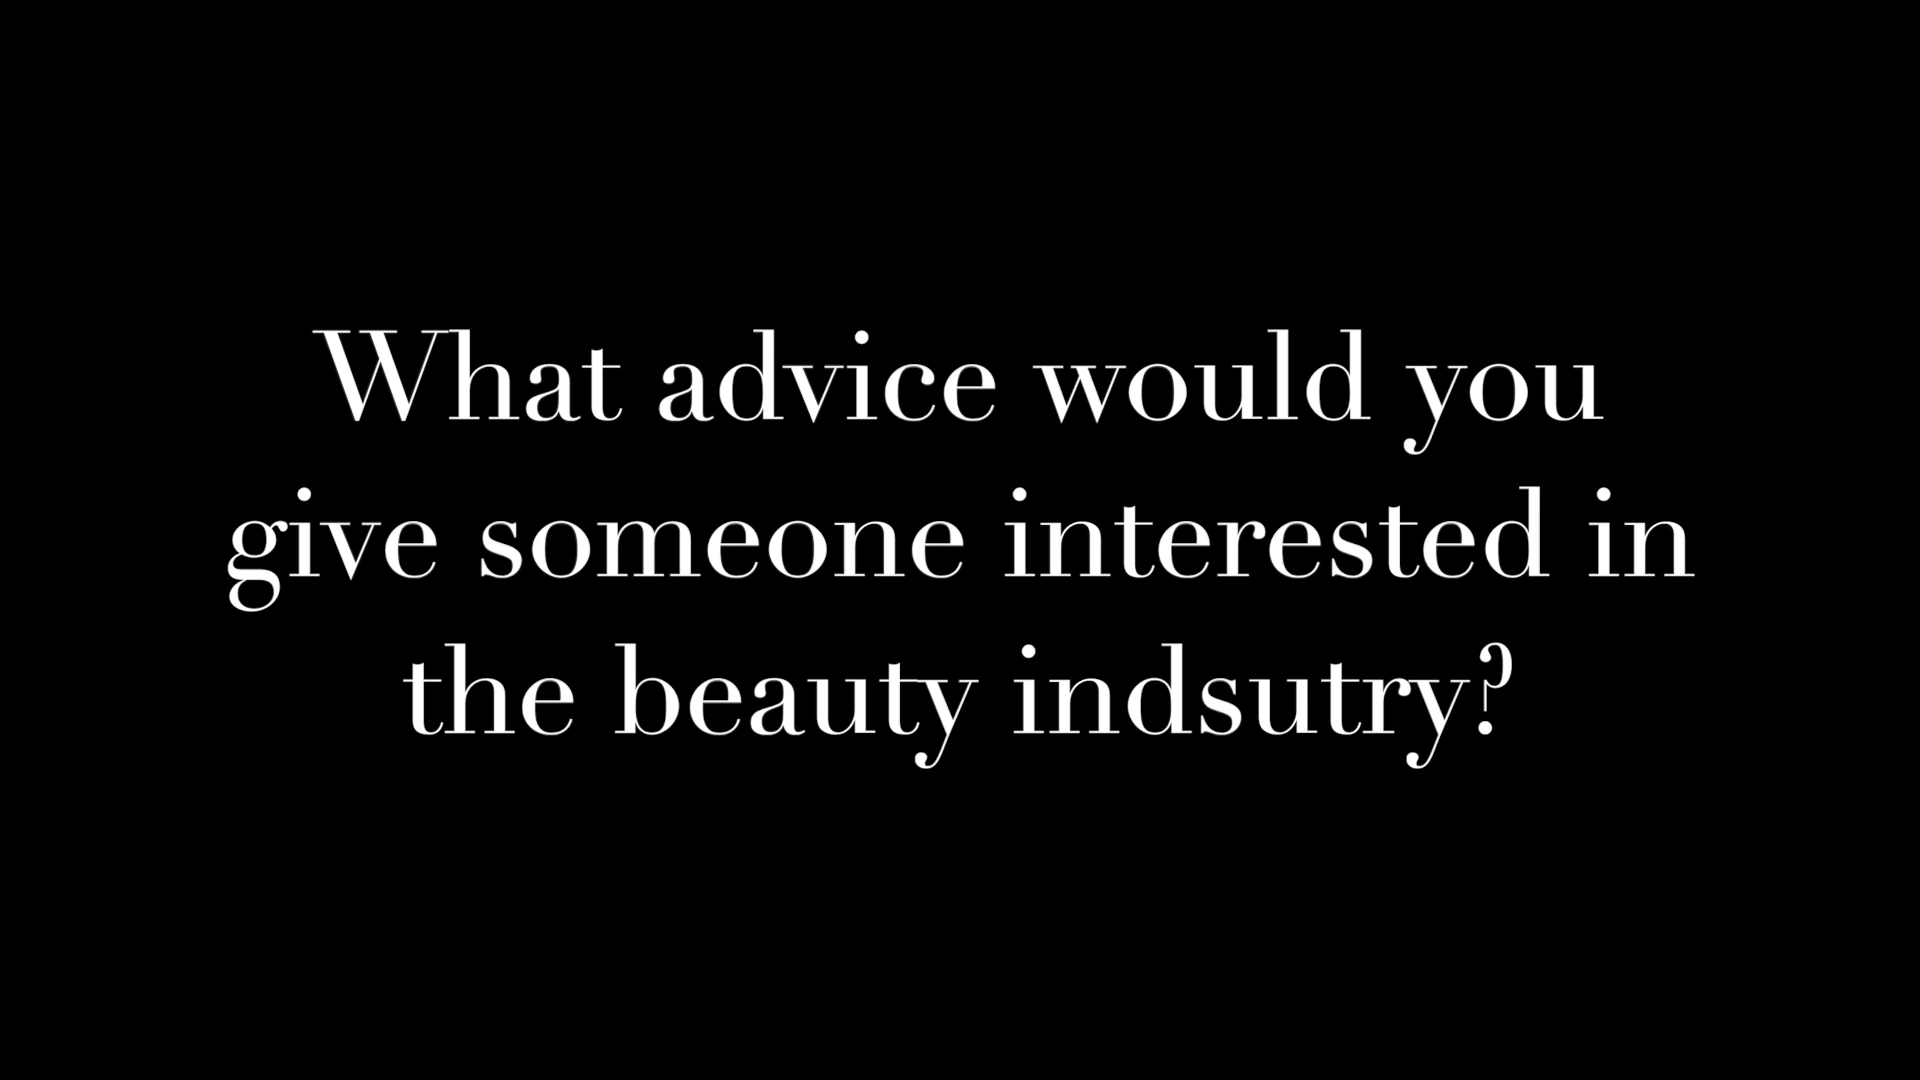 What advice would you
give someone interested in
the beauty indsutry?